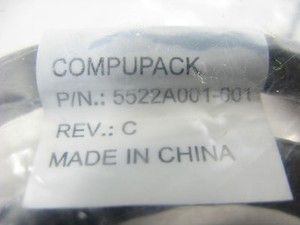 COMPUPACK
P/N.: 5522A001-001
REV.: C
MADE IN CHINA